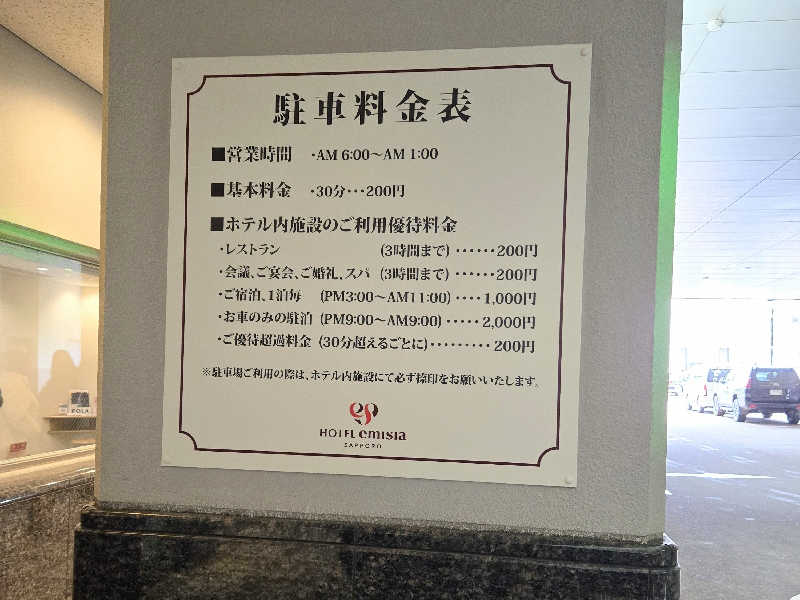 駐車料金表
■営業時間 ・AM 6:00～AM 1:00
■基本料金 ・30分・・・200円
■ホテル内施設のご利用優待料金
・レストラン (3時間まで)・・・・・・200円
・会議、ご宴会、ご婚礼、スパ (3時間まで)・・・・・・200円
・ご宿泊、1泊毎 (PM3:00～AM11:00)・・・・1,000円
・お車のみの駐泊 (PM9:00～AM9:00)・・・・・2,000円
・ご優待超過料金 (30分超えるごとに)・・・・・・・・・200円
※駐車場ご利用の際は、ホテル内施設にて必ず捺印をお願いいたします。
HOTEL emisia
SAPPORO
POLA